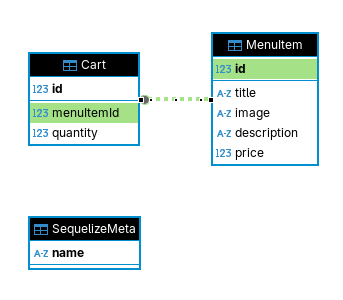 Cart
123 id
123 menuItemId
123 quantity
MenuItem
123 id
A-Z title
A-Z image
A-Z description
123 price
SequelizeMeta
A-Z name